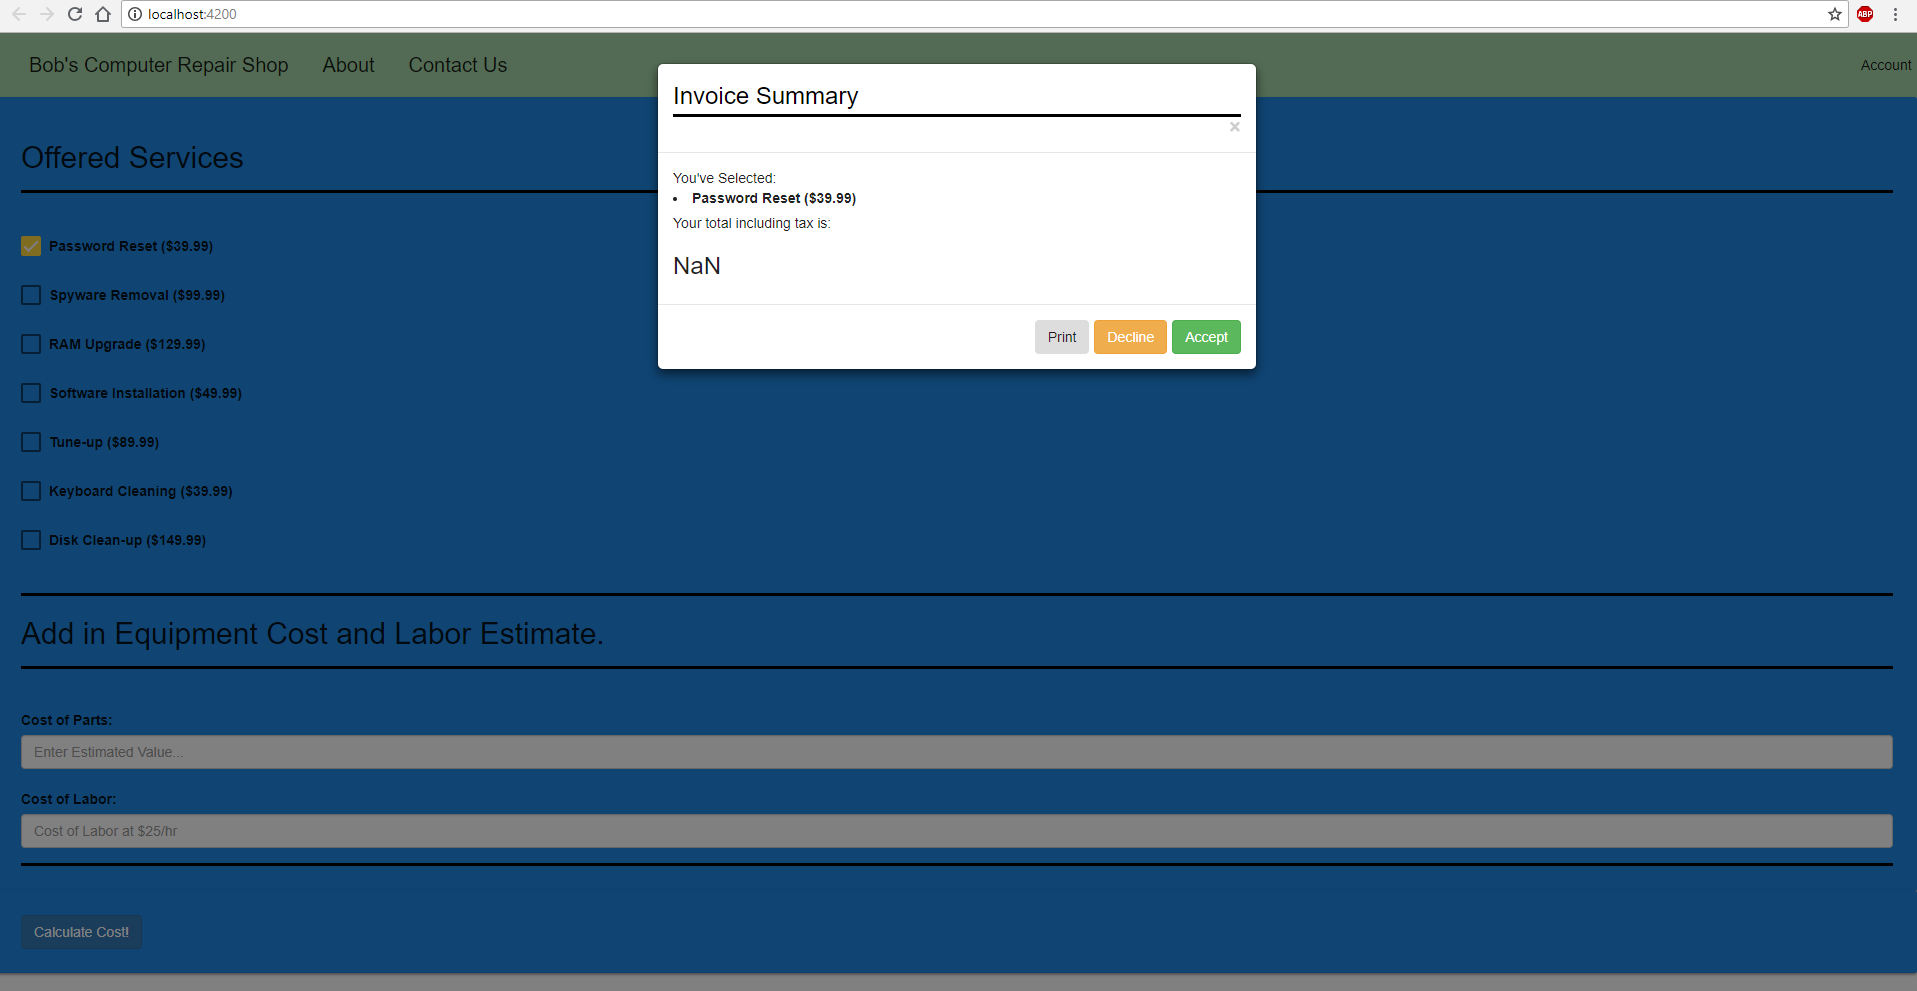 localhost:4200
ABP
Bob's Computer Repair Shop About Contact Us Account
Invoice Summary
×
You've Selected:
• Password Reset ($39.99)
Your total including tax is:
NaN
Print Decline Accept
Offered Services
Password Reset ($39.99)
Spyware Removal ($99.99)
RAM Upgrade ($129.99)
Software Installation ($49.99)
Tune-up ($89.99)
Keyboard Cleaning ($39.99)
Disk Clean-up ($149.99)
Add in Equipment Cost and Labor Estimate.
Cost of Parts:
Enter Estimated Value...
Cost of Labor:
Cost of Labor at $25/hr
Calculate Cost!